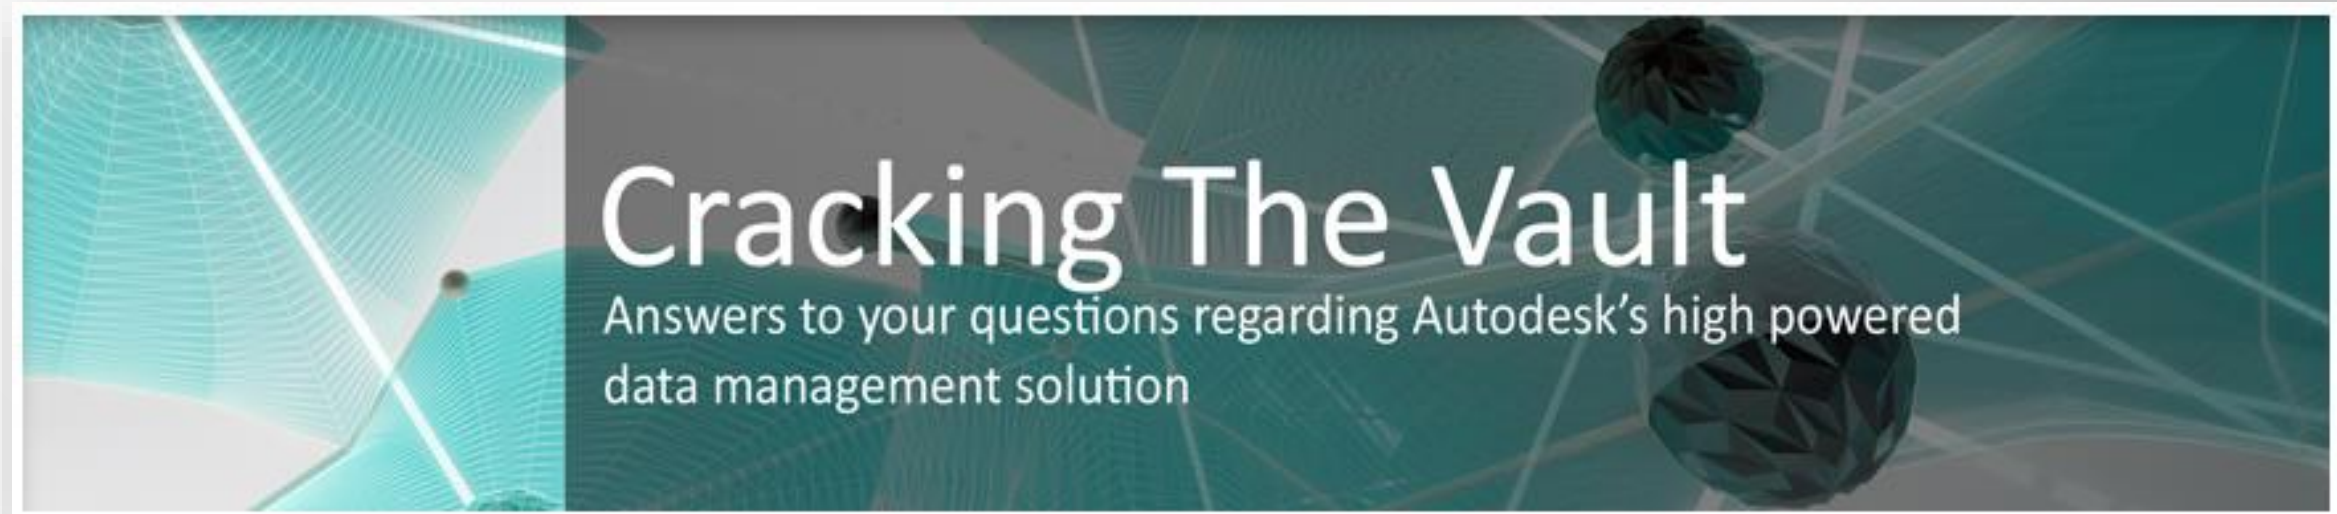 Cracking The Vault
Answers to your questions regarding Autodesk’s high powered
data management solution